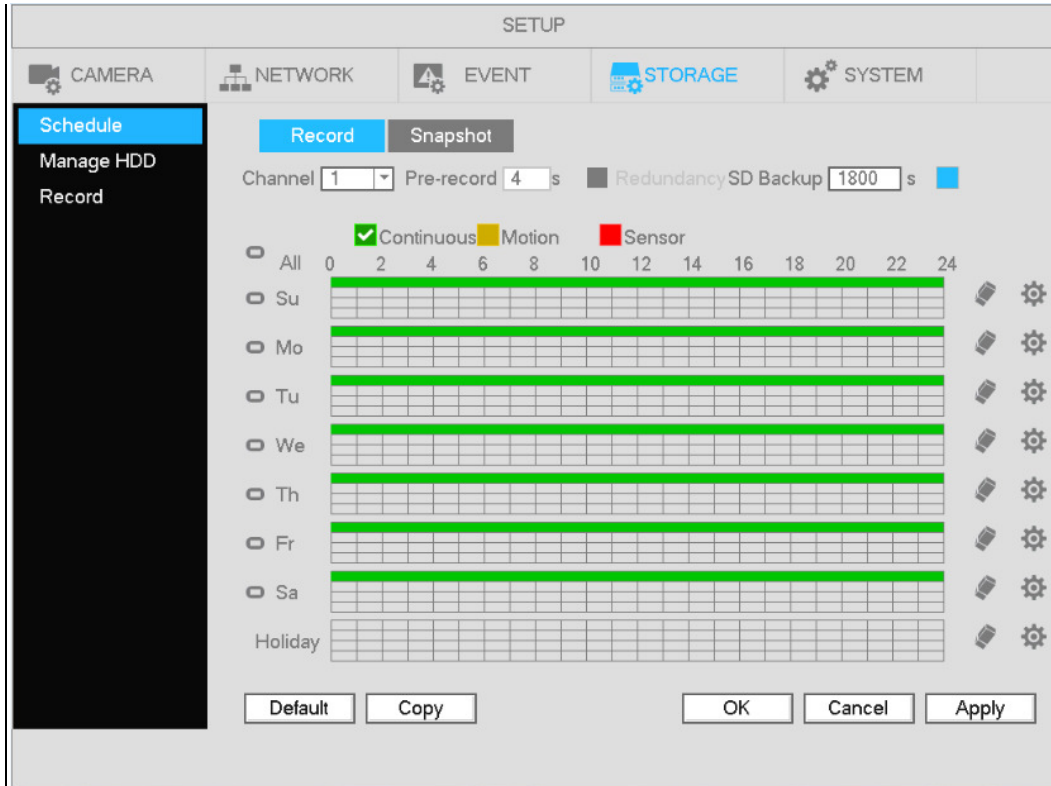 SETUP
CAMERA NETWORK EVENT STORAGE SYSTEM
Schedule
Manage HDD
Record
Record Snapshot
Channel 1 Pre-record 4 s Redundancy SD Backup 1800 s
Continuous Motion Sensor
All 0 2 4 6 8 10 12 14 16 18 20 22 24
Su
Mo
Tu
We
Th
Fr
Sa
Holiday
Default Copy OK Cancel Apply